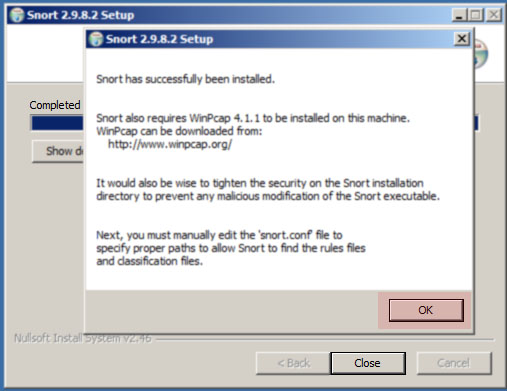 Snort 2.9.8.2 Setup
Snort 2.9.8.2 Setup
Snort has successfully been installed.
Snort also requires WinPcap 4.1.1 to be installed on this machine.
WinPcap can be downloaded from:
http://www.winpcap.org/
It would also be wise to tighten the security on the Snort installation
directory to prevent any malicious modification of the Snort executable.
Next, you must manually edit the 'snort.conf' file to
specify proper paths to allow Snort to find the rules files
and classification files.
OK
Completed
Show de
Nullsoft Install System v2.46
< Back
Close
Cancel